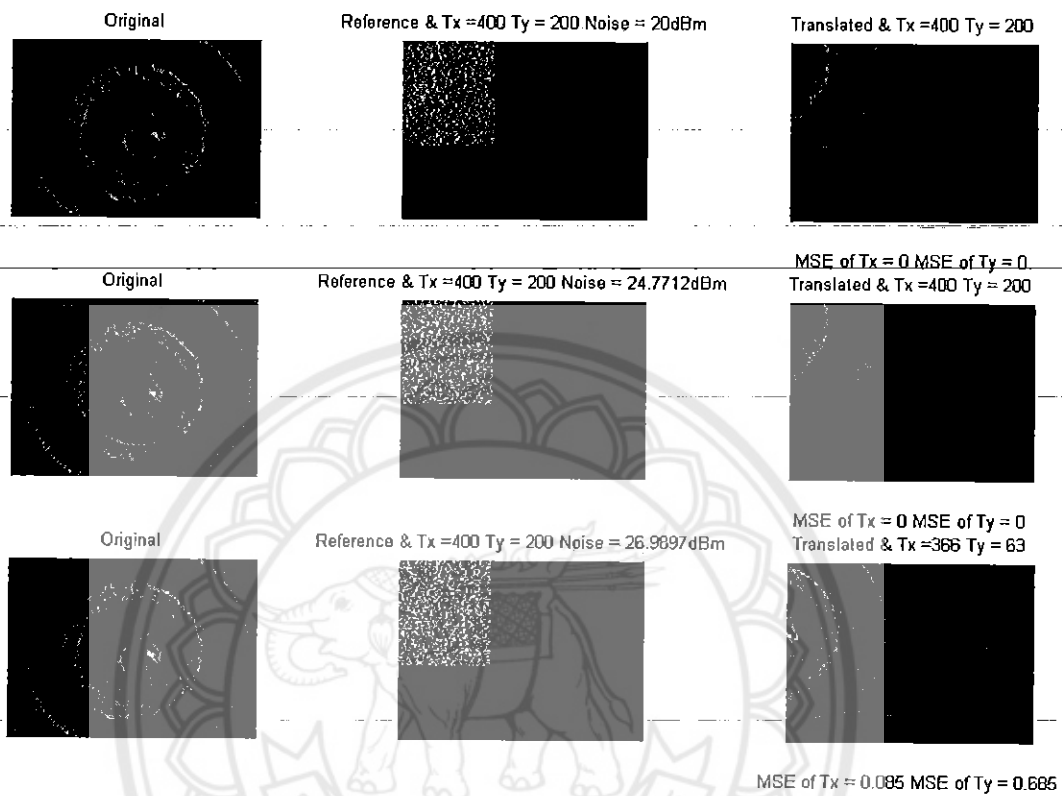 Original
Reference & Tx =400 Ty = 200 Noise = 20dBm
Translated & Tx =400 Ty = 200
MSE of Tx = 0 MSE of Ty = 0
Original
Reference & Tx =400 Ty = 200 Noise = 24.7712dBm
Translated & Tx =400 Ty = 200
MSE of Tx = 0 MSE of Ty = 0
Original
Reference & Tx =400 Ty = 200 Noise = 26.9897dBm
Translated & Tx =366 Ty = 63
MSE of Tx = 0.085 MSE of Ty = 0.685